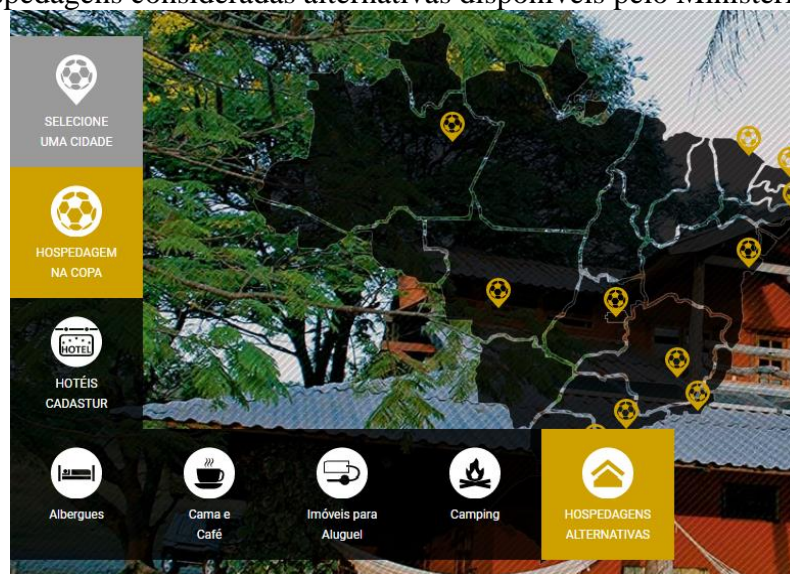 SELECIONE
UMA CIDADE
HOSPEDAGEM
NA COPA
HOTEL
HOTÉIS
CADASTUR
Albergues
Cama e
Café
Imóveis para
Aluguel
Camping
HOSPEDAGENS
ALTERNATIVAS